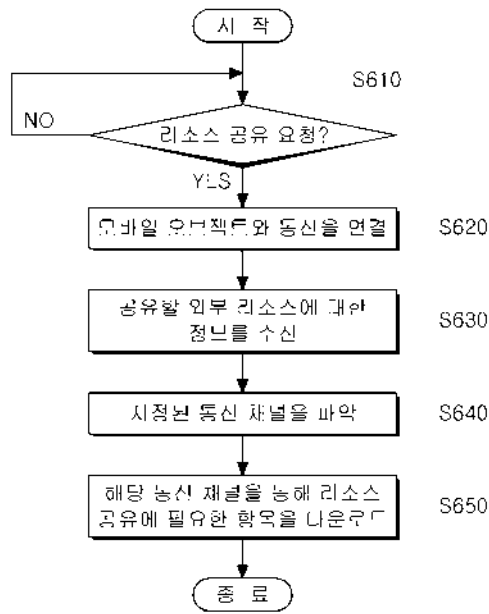 시 작
S610
NO
리소스 공유 요청?
YES
모바일 오브젝트와 통신을 연결
S620
공유할 외부 리소스에 대한
정보를 수신
S630
지정된 통신 채널을 파악
S640
해당 통신 채널을 통해 리소스
공유에 필요한 항목을 다운로드
S650
종 료